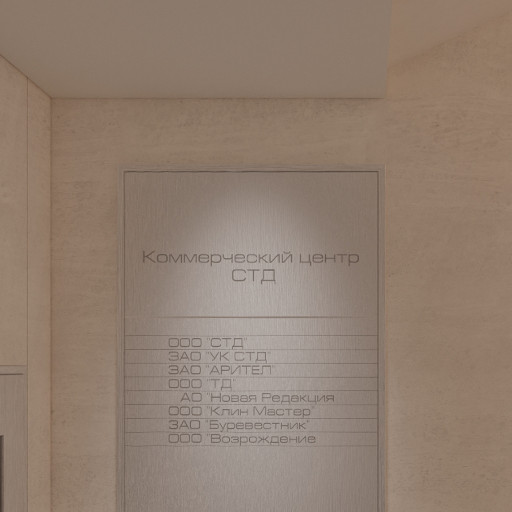 Коммерческий центр
СТД
ООО "СТД"
ЗАО "УК СТД"
ЗАО "АРИТЕЛ"
ООО "ТД"
АО "Новая Редакция
ООО "Клин Мастер"
ЗАО "Буревестник"
ООО "Возрождение